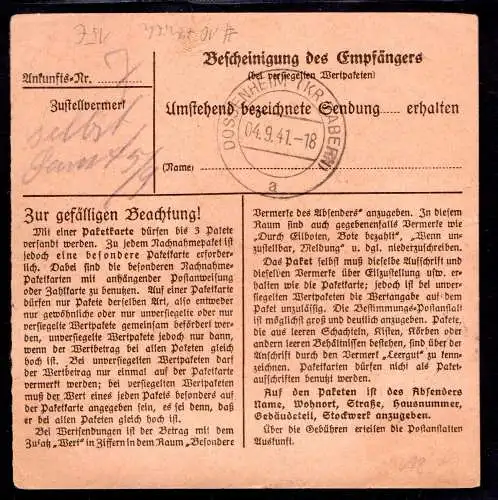 Bescheinigung des Empfängers
(bei versiegelten Wertpaketen)
Ankunfts-Nr.
7
Zustellvermerk
Umstehend bezeichnete Sendung erhalten
selbst
5/9
DOSSENHEIM (KR ZABERN)
04.9.41.-18
a
(Name)
Zur gefälligen Beachtung!
Mit einer Paketkarte dürfen bis 3 Pakete
versandt werden. Zu jedem Nachnahmepaket ist
jedoch eine besondere Paketkarte erforder-
lich. Dabei sind die besonderen Nachnahme-
Paketkarten mit anhängender Postanweisung
oder Zahlkarte zu benutzen. Auf einer Paketkarte
dürfen nur Pakete derselben Art, also entweder
nur gewöhnliche oder nur unversiegelte oder nur
versiegelte Wertpakete gemeinsam befördert wer-
den, unversiegelte Wertpakete jedoch nur dann,
wenn der Wertbetrag bei allen Paketen gleich
hoch ist. Bei unversiegelten Wertpaketen darf
der Wertbetrag nur einmal auf der Paketkarte
vermerkt werden; bei versiegelten Wertpaketen
muß der Wert eines jeden Pakets besonders auf
der Paketkarte angegeben sein, es sei denn, daß
er bei allen Paketen gleich hoch ist.
Bei Wertsendungen ist der Betrag mit dem
Zusatz „Wert" in Ziffern in dem Raum „Besondere
Vermerke des Absenders" anzugeben. In diesem
Raum sind auch gegebenenfalls Vermerke wie
„Durch Eilboten, Bote bezahlt", „Wenn un-
zustellbar, Meldung" u. dgl. niederzuschreiben.
Das Paket selbst muß dieselbe Aufschrift und
dieselben Vermerke über Eilzustellung usw. er-
halten wie die Paketkarte; jedoch ist bei unver-
siegelten Wertpaketen die Wertangabe auf dem
Paket unzulässig. Die Bestimmungs-Postanstalt
ist möglichst groß und deutlich anzugeben. Pakete,
die aus leeren Schachteln, Kisten, Körben oder
andern leeren Behältnissen bestehen, sind über der
Anschrift durch den Vermerk „Leergut" zu kenn-
zeichnen. Paketkarten dürfen nicht als Paket-
aufschriften benutzt werden.
Auf den Paketen ist des Absenders
Name, Wohnort, Straße, Hausnummer,
Gebäudeteil, Stockwerk anzugeben.
Über die Gebühren erteilen die Postanstalten
Auskunft.